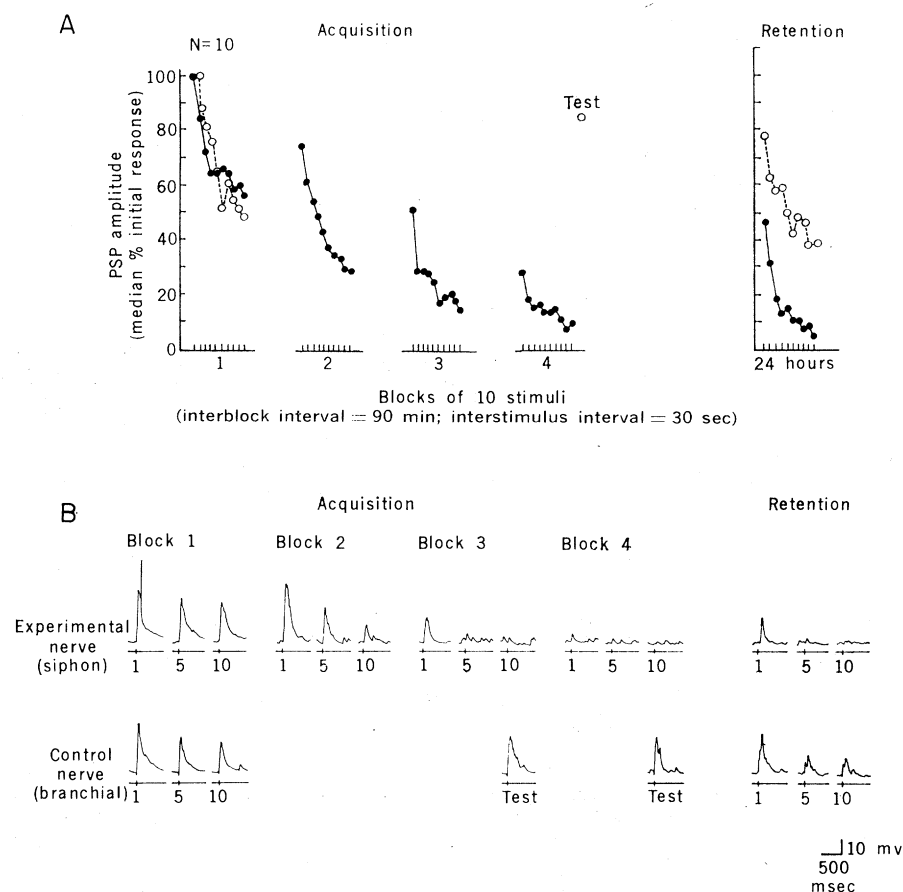 A
Acquisition
Retention
N=10
PSP amplitude
(median % initial response)
100
80
60
40
20
0
Test
1
2
3
4
24 hours
Blocks of 10 stimuli
(interblock interval = 90 min; interstimulus interval = 30 sec)
B
Acquisition
Retention
Block 1
Block 2
Block 3
Block 4
Experimental
nerve
(siphon)
1 5 10 1 5 10 1 5 10 1 5 10 1 5 10
Control
nerve
(branchial)
1 5 10 Test Test 1 5 10
10 mv
500
msec